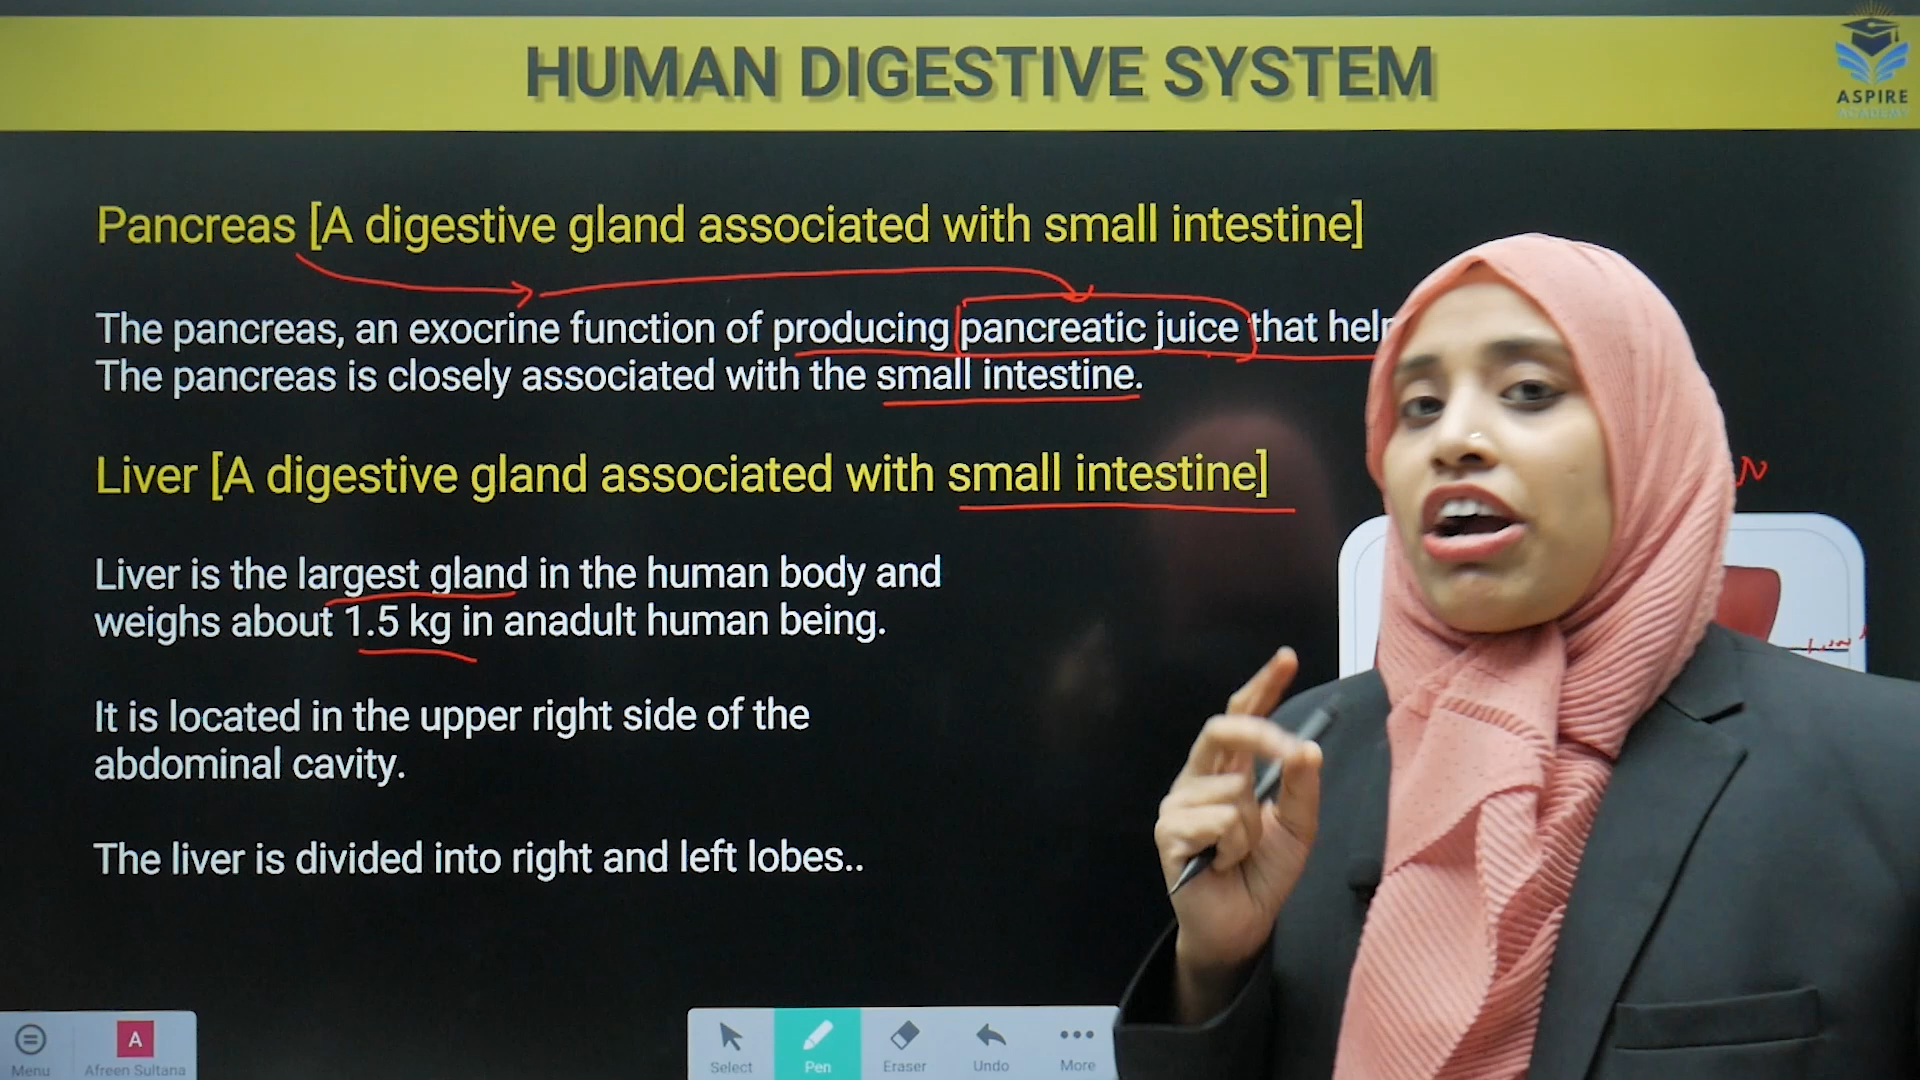 HUMAN DIGESTIVE SYSTEM
ASPIRE
ACADEMY
Pancreas [A digestive gland associated with small intestine]
The pancreas, an exocrine function of producing pancreatic juice that help
The pancreas is closely associated with the small intestine.
Liver [A digestive gland associated with small intestine]
Liver is the largest gland in the human body and
weighs about 1.5 kg in anadult human being.
It is located in the upper right side of the
abdominal cavity.
The liver is divided into right and left lobes..
Menu
A
Afreen Sultana
Select
Pen
Eraser
Undo
More